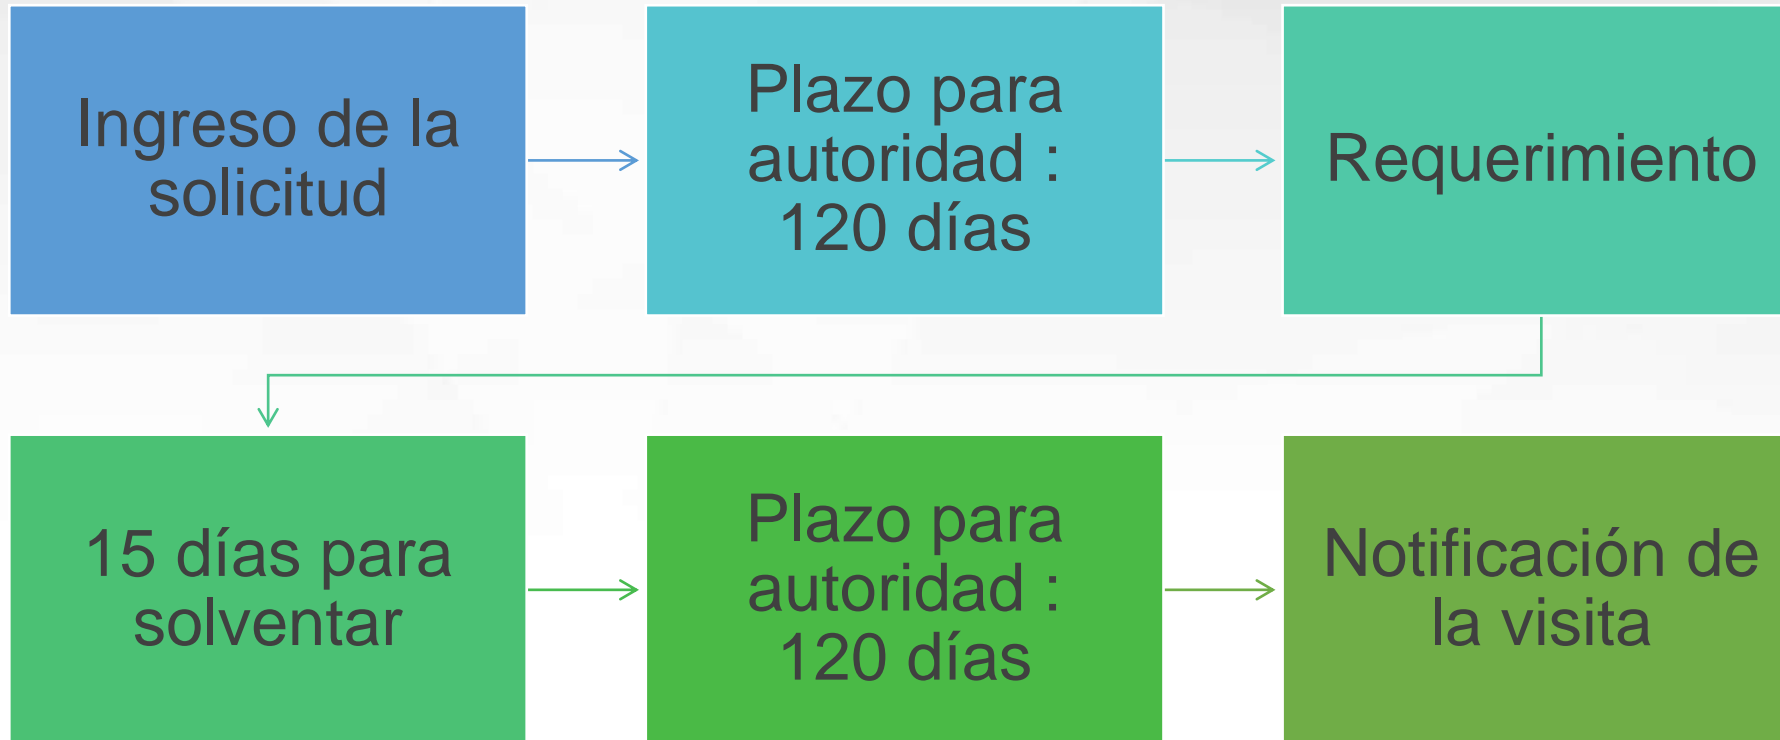 Ingreso de la
solicitud
Plazo para
autoridad :
120 días
Requerimiento
15 días para
solventar
Plazo para
autoridad :
120 días
Notificación de
la visita